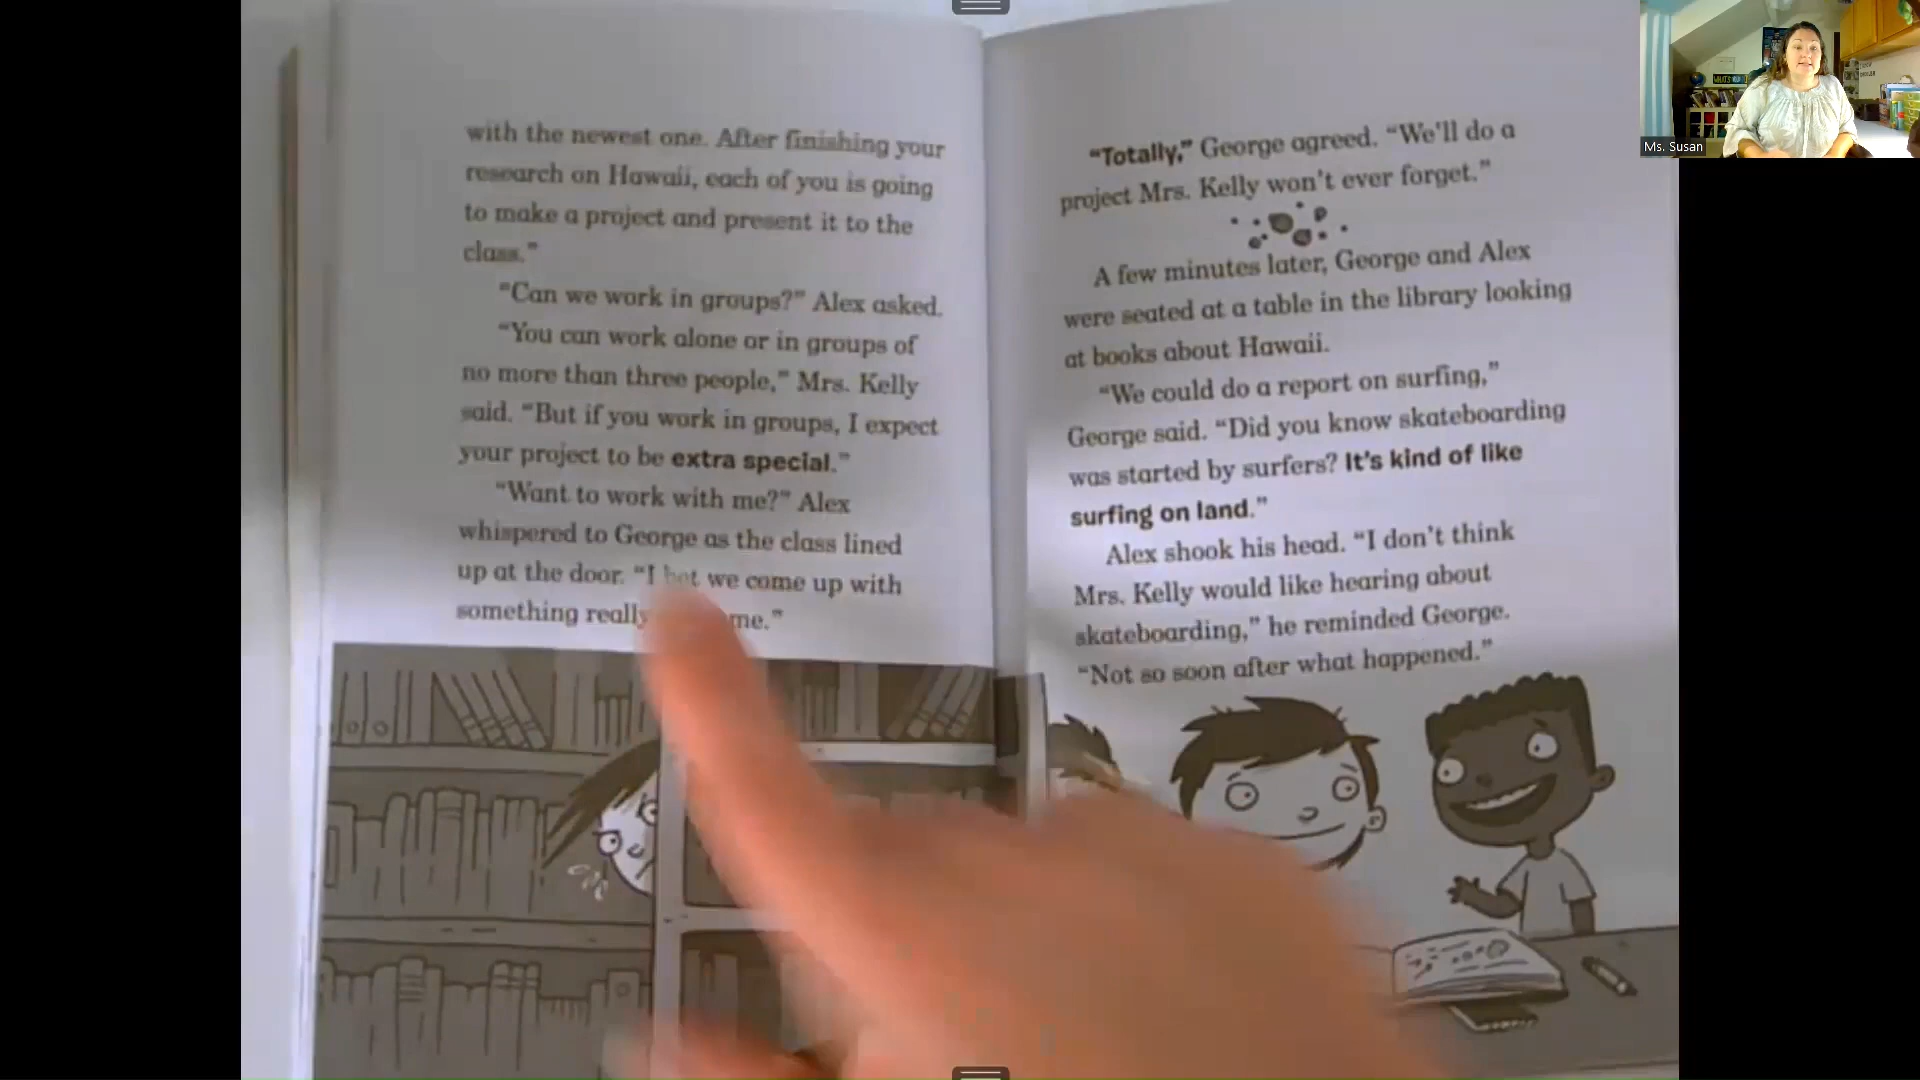 with the newest one. After finishing your
research on Hawaii, each of you is going
to make a project and present it to the
class.”
“Can we work in groups?” Alex asked.
“You can work alone or in groups of
no more than three people,” Mrs. Kelly
said. “But if you work in groups, I expect
your project to be extra special.”
“Want to work with me?” Alex
whispered to George as the class lined
up at the door. “I bet we come up with
something really me.”
“Totally,” George agreed. “We’ll do a
project Mrs. Kelly won’t ever forget.”
A few minutes later, George and Alex
were seated at a table in the library looking
at books about Hawaii.
“We could do a report on surfing,”
George said. “Did you know skateboarding
was started by surfers? It’s kind of like
surfing on land.”
Alex shook his head. “I don’t think
Mrs. Kelly would like hearing about
skateboarding,” he reminded George.
“Not so soon after what happened.”
Ms. Susan